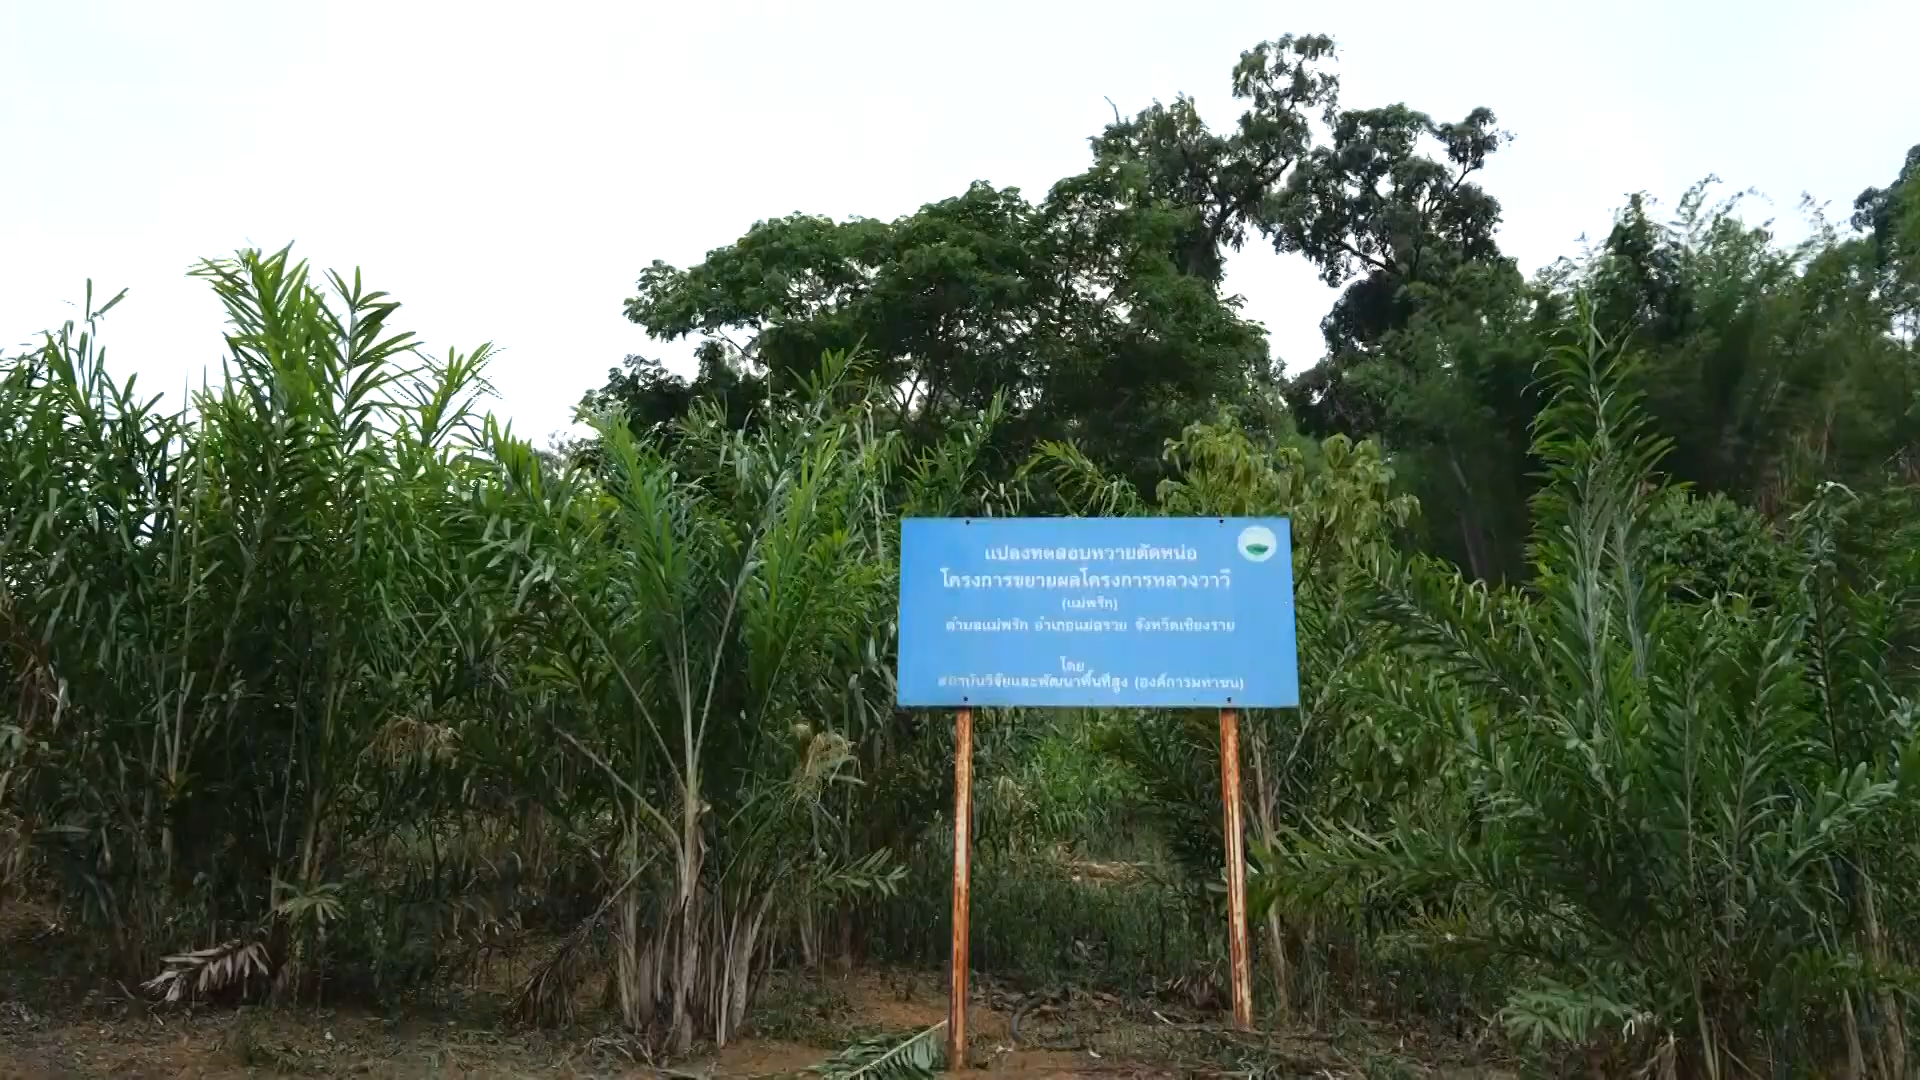 แปลงทดสอบหวายตัดหน่อ
โครงการขยายผลโครงการหลวงวาวี
(แม่พริก)
ตำบลแม่พริก อำเภอแม่สรวย จังหวัดเชียงราย
โดย
สถาบันวิจัยและพัฒนาพื้นที่สูง (องค์การมหาชน)